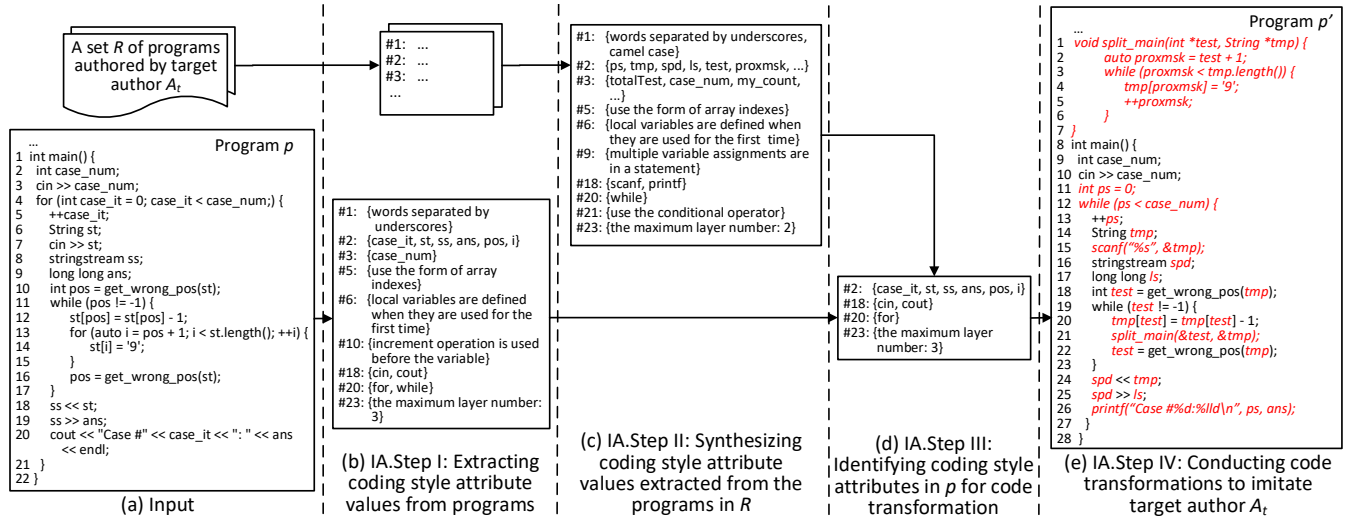 A set R of programs
authored by target
author At
...
Program p
1 int main() {
2 int case_num;
3 cin >> case_num;
4 for (int case_it = 0; case_it < case_num;) {
5 ++case_it;
6 String st;
7 cin >> st;
8 stringstream ss;
9 long long ans;
10 int pos = get_wrong_pos(st);
11 while (pos != -1) {
12 st[pos] = st[pos] - 1;
13 for (auto i = pos + 1; i < st.length(); ++i) {
14 st[i] = '9';
15 }
16 pos = get_wrong_pos(st);
17 }
18 ss << st;
19 ss >> ans;
20 cout << "Case #" << case_it << ": " << ans
<< endl;
21 }
22 }
(a) Input
#1: ...
#2: ...
#3: ...
...
#1: {words separated by
underscores}
#2: {case_it, st, ss, ans, pos, i}
#3: {case_num}
#5: {use the form of array
indexes}
#6: {local variables are defined
when they are used for the
first time}
#10: {increment operation is used
before the variable}
#18: {cin, cout}
#20: {for, while}
#23: {the maximum layer number:
3}
(b) IA.Step I: Extracting
coding style attribute
values from programs
#1: {words separated by underscores,
camel case}
#2: {ps, tmp, spd, ls, test, proxmsk, ...}
#3: {totalTest, case_num, my_count,
...}
#5: {use the form of array indexes}
#6: {local variables are defined when
they are used for the first time}
#9: {multiple variable assignments are
in a statement}
#18: {scanf, printf}
#20: {while}
#21: {use the conditional operator}
#23: {the maximum layer number: 2}
(c) IA.Step II: Synthesizing
coding style attribute
values extracted from the
programs in R
#2: {case_it, st, ss, ans, pos, i}
#18: {cin, cout}
#20: {for}
#23: {the maximum layer
number: 3}
(d) IA.Step III:
Identifying coding style
attributes in p for code
transformation
Program p′
...
1 void split_main(int *test, String *tmp) {
2 auto proxmsk = test + 1;
3 while (proxmsk < tmp.length()) {
4 tmp[proxmsk] = '9';
5 ++proxmsk;
6 }
7 }
8 int main() {
9 int case_num;
10 cin >> case_num;
11 int ps = 0;
12 while (ps < case_num) {
13 ++ps;
14 String tmp;
15 scanf(“%s”, &tmp);
16 stringstream spd;
17 long long ls;
18 int test = get_wrong_pos(tmp);
19 while (test != -1) {
20 tmp[test] = tmp[test] - 1;
21 split_main(&test, &tmp);
22 test = get_wrong_pos(tmp);
23 }
24 spd << tmp;
25 spd >> ls;
26 printf(“Case #%d:%lld\n”, ps, ans);
27 }
28 }
(e) IA.Step IV: Conducting code
transformations to imitate
target author At